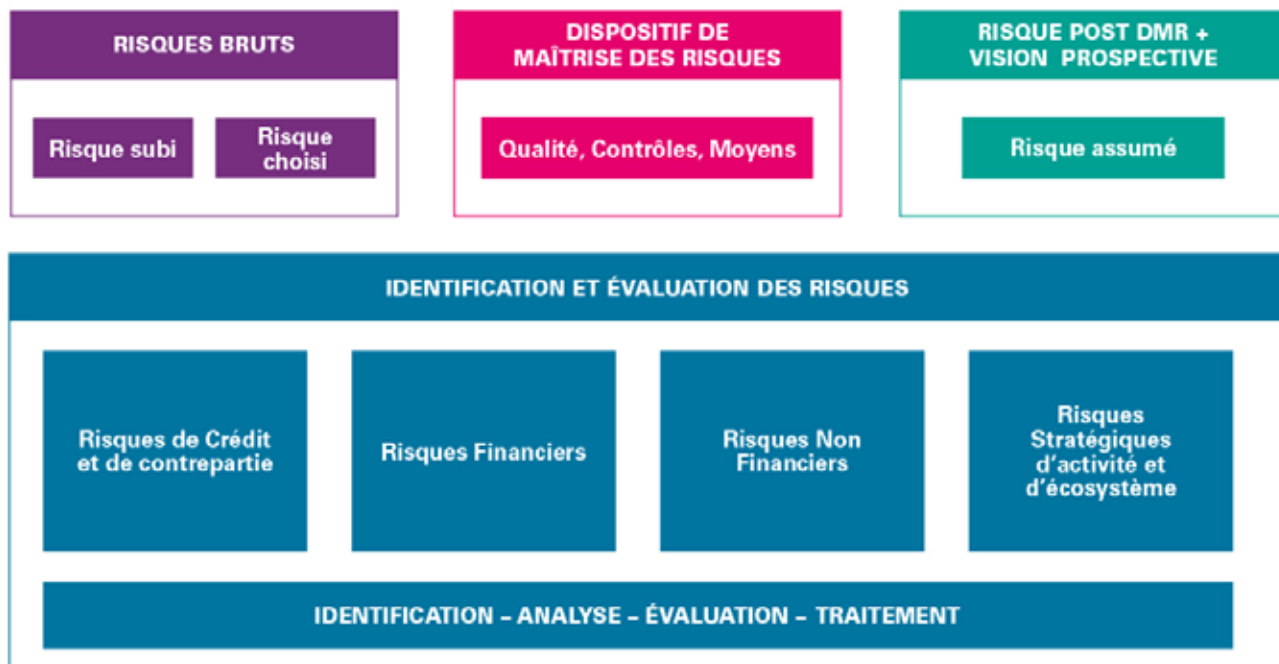 RISQUES BRUTS
Risque subi
Risque
choisi
DISPOSITIF DE
MAÎTRISE DES RISQUES
Qualité, Contrôles, Moyens
RISQUE POST DMR +
VISION PROSPECTIVE
Risque assumé
IDENTIFICATION ET ÉVALUATION DES RISQUES
Risques de Crédit
et de contrepartie
Risques Financiers
Risques Non
Financiers
Risques
Stratégiques
d'activité et
d'écosystème
IDENTIFICATION – ANALYSE – ÉVALUATION – TRAITEMENT